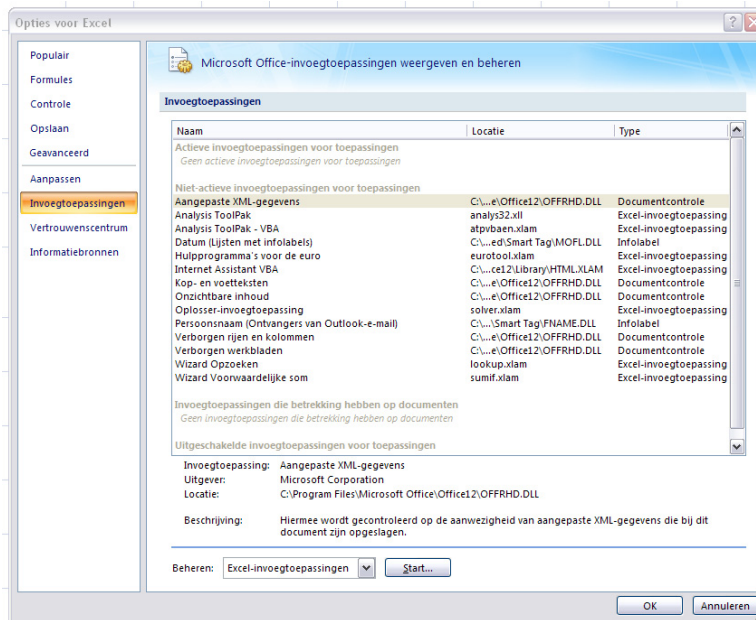 Opties voor Excel
Populair
Formules
Controle
Opslaan
Geavanceerd
Aanpassen
Invoegtoepassingen
Vertrouwenscentrum
Informatiebronnen
Microsoft Office-invoegtoepassingen weergeven en beheren
Invoegtoepassingen
Naam Locatie Type
Actieve invoegtoepassingen voor toepassingen
Geen actieve invoegtoepassingen voor toepassingen
Niet-actieve invoegtoepassingen voor toepassingen
Aangepaste XML-gegevens C:\...e\Office12\OFFRHD.DLL Documentcontrole
Analysis ToolPak analys32.xll Excel-invoegtoepassing
Analysis ToolPak - VBA atpvbaen.xlam Excel-invoegtoepassing
Datum (Lijsten met infolabels) C:\...ed\Smart Tag\MOFL.DLL Infolabel
Hulpprogramma's voor de euro eurotool.xlam Excel-invoegtoepassing
Internet Assistant VBA C:\...ce12\Library\HTML.XLAM Excel-invoegtoepassing
Kop- en voetteksten C:\...e\Office12\OFFRHD.DLL Documentcontrole
Onzichtbare inhoud C:\...e\Office12\OFFRHD.DLL Documentcontrole
Oplosser-invoegtoepassing solver.xlam Excel-invoegtoepassing
Persoonsnaam (Ontvangers van Outlook-e-mail) C:\...\Smart Tag\FNAME.DLL Infolabel
Verborgen rijen en kolommen C:\...e\Office12\OFFRHD.DLL Documentcontrole
Verborgen werkbladen C:\...e\Office12\OFFRHD.DLL Documentcontrole
Wizard Opzoeken lookup.xlam Excel-invoegtoepassing
Wizard Voorwaardelijke som sumif.xlam Excel-invoegtoepassing
Invoegtoepassingen die betrekking hebben op documenten
Geen invoegtoepassingen die betrekking hebben op documenten
Uitgeschakelde invoegtoepassingen voor toepassingen
Invoegtoepassing: Aangepaste XML-gegevens
Uitgever: Microsoft Corporation
Locatie: C:\Program Files\Microsoft Office\Office12\OFFRHD.DLL
Beschrijving: Hiermee wordt gecontroleerd op de aanwezigheid van aangepaste XML-gegevens die bij dit
document zijn opgeslagen.
Beheren: Excel-invoegtoepassingen Start...
OK Annuleren